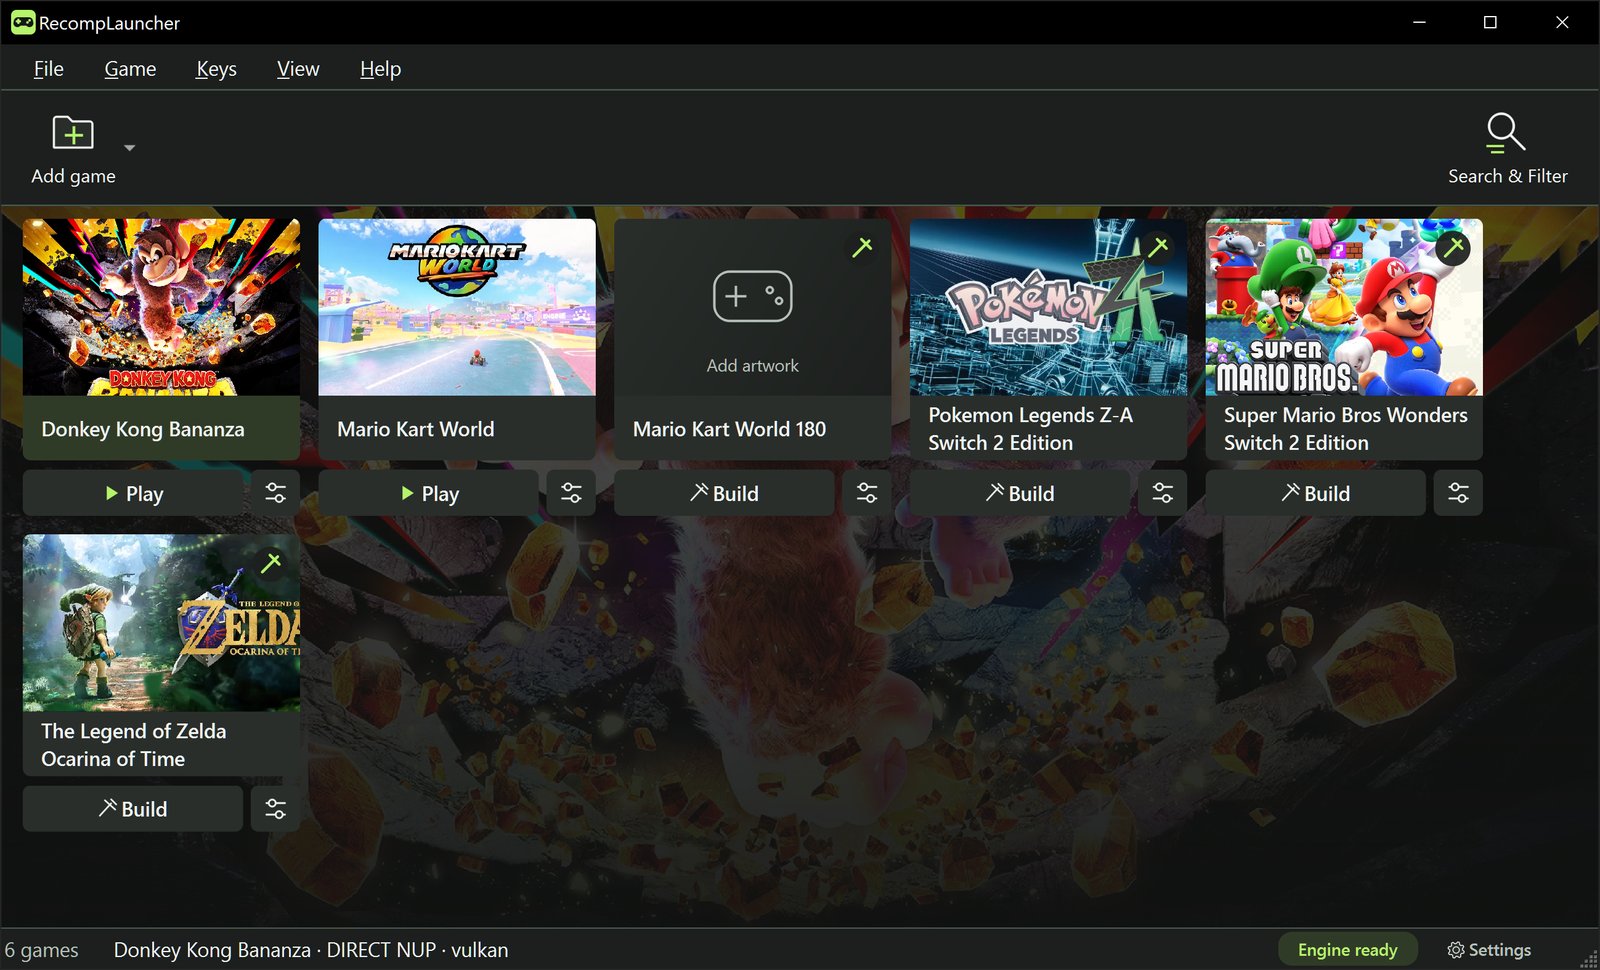 RecompLauncher
File Game Keys View Help
Add game
Search & Filter
DONKEY KONG
BANANZA
MARIOKART
WORLD
Add artwork
POKÉMON
LEGENDS
Z-A
SUPER
MARIO BROS.
Donkey Kong Bananza
Mario Kart World
Mario Kart World 180
Pokemon Legends Z-A
Switch 2 Edition
Super Mario Bros Wonders
Switch 2 Edition
Play
Play
Build
Build
Build
THE LEGEND O
ZELDA
OCARINA OF T
The Legend of Zelda
Ocarina of Time
Build
6 games
Donkey Kong Bananza · DIRECT NUP · vulkan
Engine ready
Settings